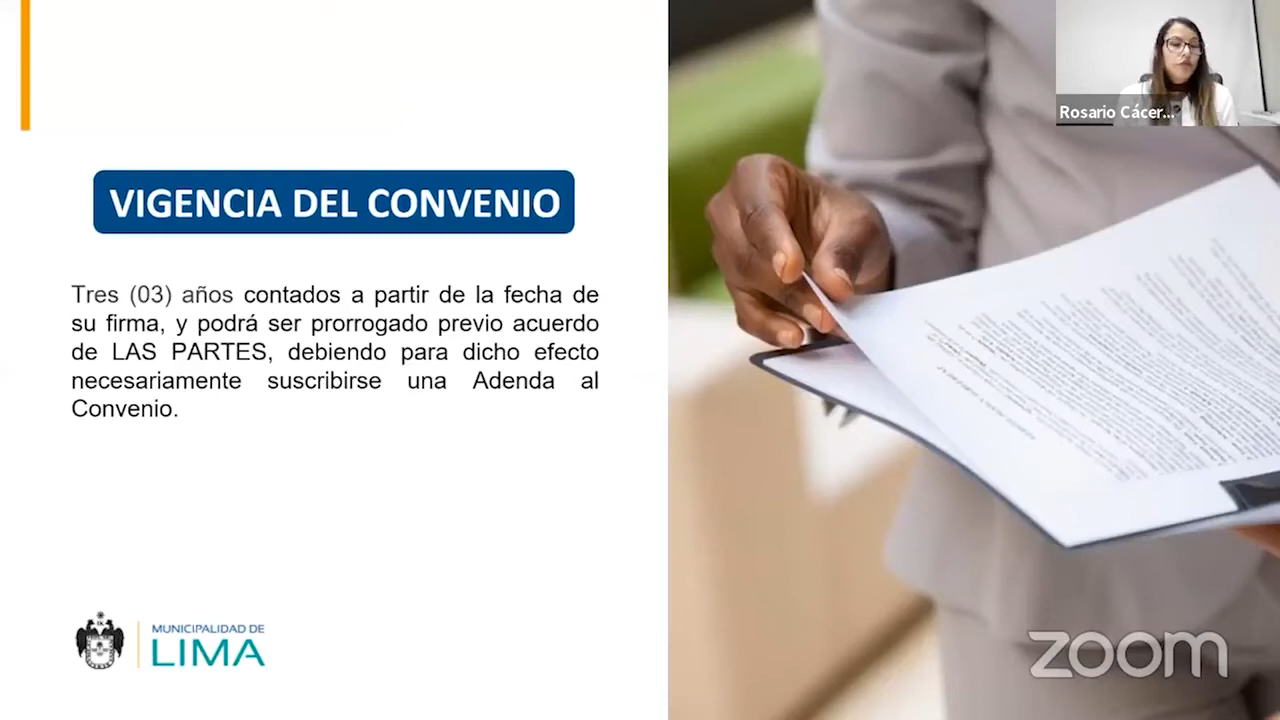 VIGENCIA DEL CONVENIO
Tres (03) años contados a partir de la fecha de
su firma, y podrá ser prorrogado previo acuerdo
de LAS PARTES, debiendo para dicho efecto
necesariamente suscribirse una Adenda al
Convenio.
MUNICIPALIDAD DE
LIMA
Rosario Cácer...
zoom